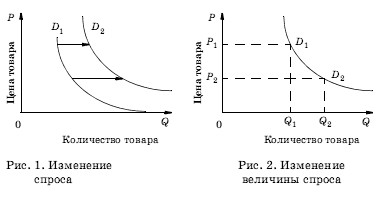 P
D1
D2
Цена товара
0
Q
Количество товара
Рис. 1. Изменение
спроса
P
P1
D1
P2
D2
Цена товара
0
Q1
Q2
Q
Количество товара
Рис. 2. Изменение
величины спроса